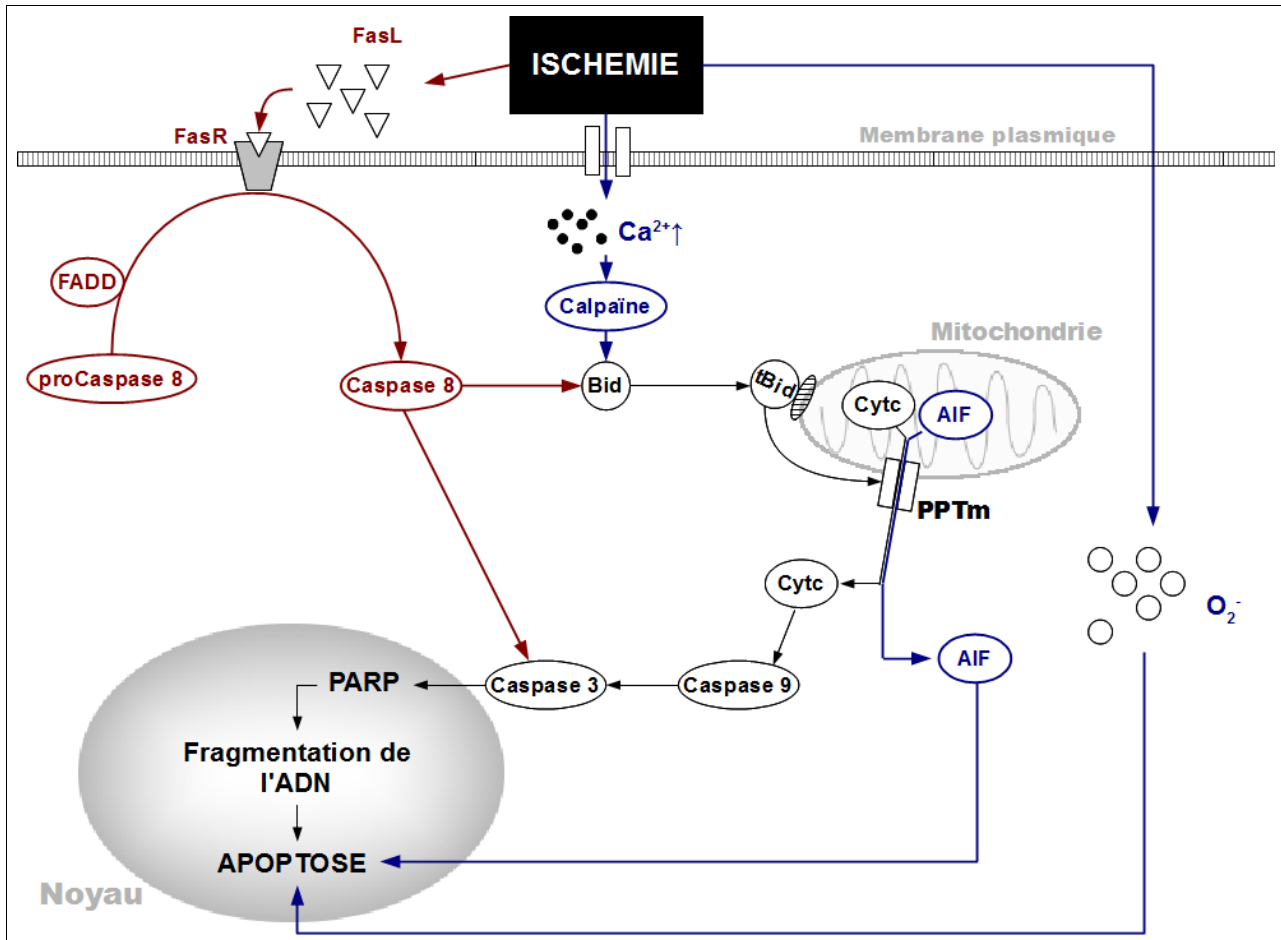 FasL
ISCHEMIE
FasR
Membrane plasmique
Ca²⁺↑
FADD
Calpaïne
Mitochondrie
proCaspase 8
Caspase 8
Bid
tBid
Cytc
AIF
PPTm
Cytc
O₂⁻
AIF
PARP
Caspase 3
Caspase 9
Fragmentation de
l'ADN
APOPTOSE
Noyau